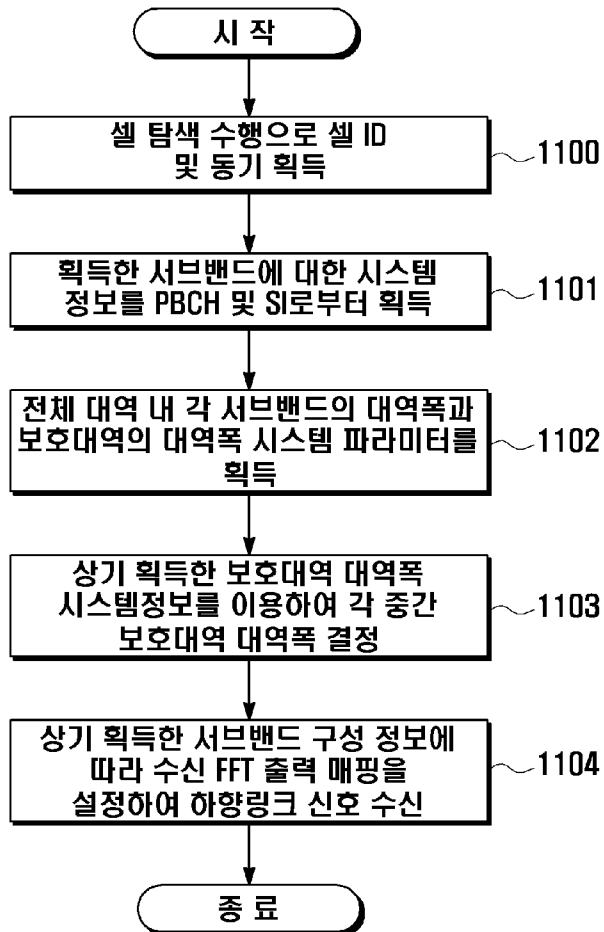 시 작
셀 탐색 수행으로 셀 ID
및 동기 획득
1100
획득한 서브밴드에 대한 시스템
정보를 PBCH 및 SI로부터 획득
1101
전체 대역 내 각 서브밴드의 대역폭과
보호대역의 대역폭 시스템 파라미터를
획득
1102
상기 획득한 보호대역 대역폭
시스템정보를 이용하여 각 중간
보호대역 대역폭 결정
1103
상기 획득한 서브밴드 구성 정보에
따라 수신 FFT 출력 매핑을
설정하여 하향링크 신호 수신
1104
종 료